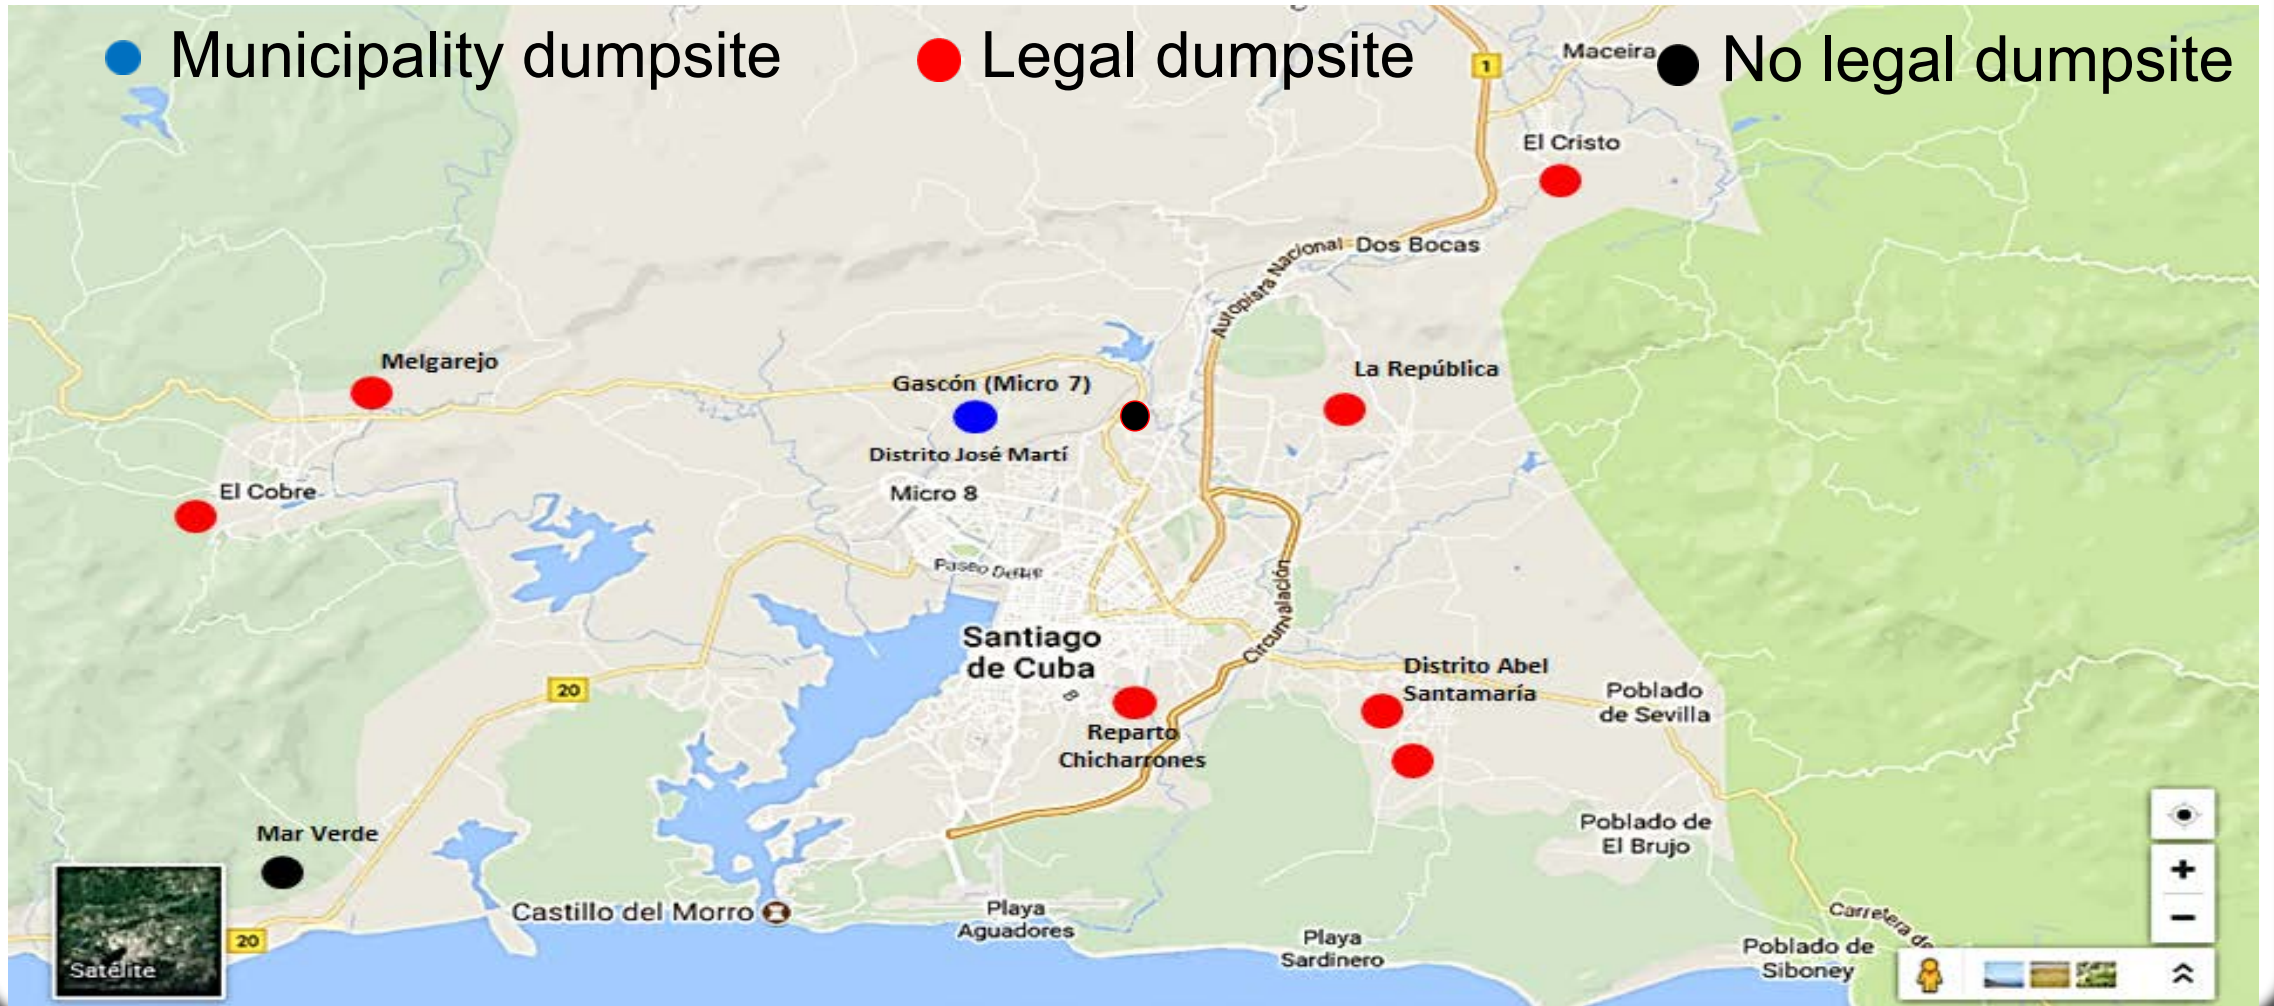 Municipality dumpsite
Legal dumpsite
No legal dumpsite
1
Maceira
El Cristo
Autopista Nacional
Dos Bocas
Melgarejo
Gascón (Micro 7)
La República
Distrito José Martí
Micro 8
El Cobre
Paseo
Circunvalación
Santiago
de Cuba
Distrito Abel
Santamaría
20
Poblado
de Sevilla
Reparto
Chicharrones
Mar Verde
Poblado de
El Brujo
Castillo del Morro
Playa
Aguadores
Carretera de
20
Playa
Sardinero
Poblado de
Siboney
Satélite